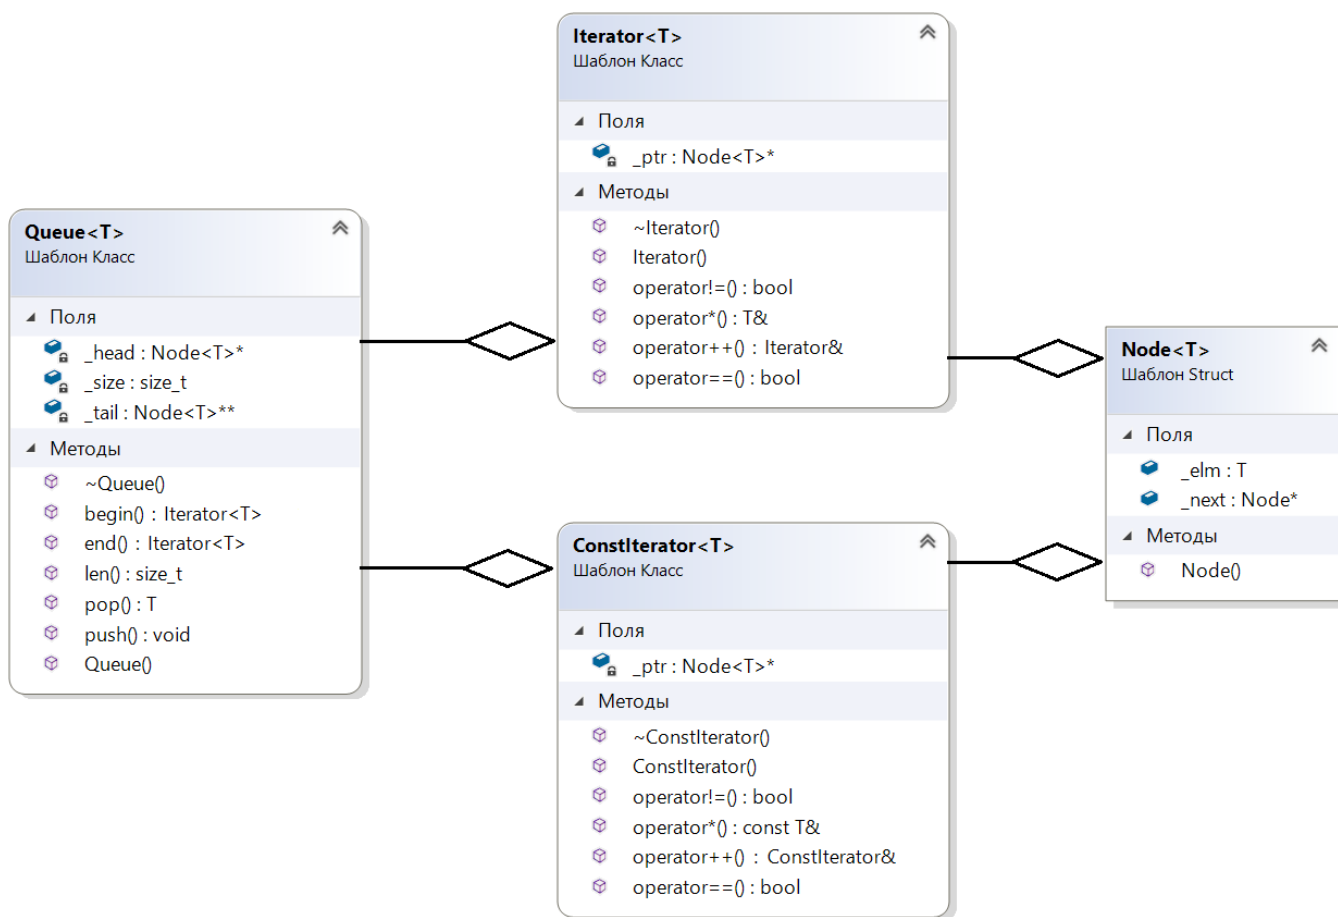 Iterator<T>
Шаблон Класс
Поля
_ptr : Node<T>*
Методы
~Iterator()
Iterator()
operator!=() : bool
operator*() : T&
operator++() : Iterator&
operator==() : bool
Queue<T>
Шаблон Класс
Поля
_head : Node<T>*
_size : size_t
_tail : Node<T>**
Методы
~Queue()
begin() : Iterator<T>
end() : Iterator<T>
len() : size_t
pop() : T
push() : void
Queue()
ConstIterator<T>
Шаблон Класс
Поля
_ptr : Node<T>*
Методы
~ConstIterator()
ConstIterator()
operator!=() : bool
operator*() : const T&
operator++() : ConstIterator&
operator==() : bool
Node<T>
Шаблон Struct
Поля
_elm : T
_next : Node*
Методы
Node()